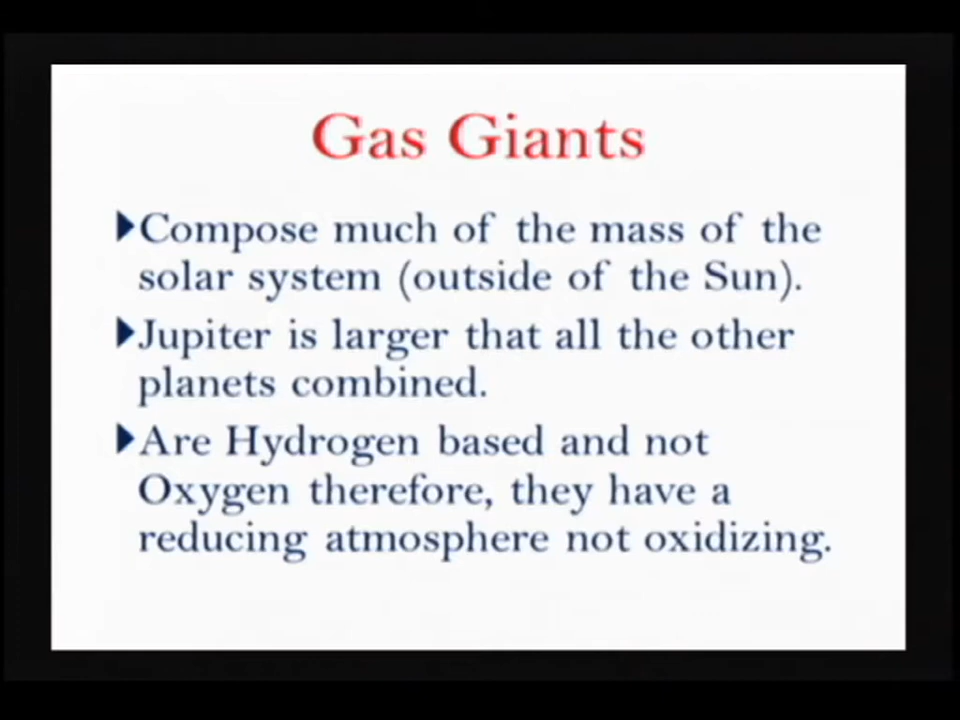 Gas Giants
Compose much of the mass of the
solar system (outside of the Sun).
Jupiter is larger that all the other
planets combined.
Are Hydrogen based and not
Oxygen therefore, they have a
reducing atmosphere not oxidizing.